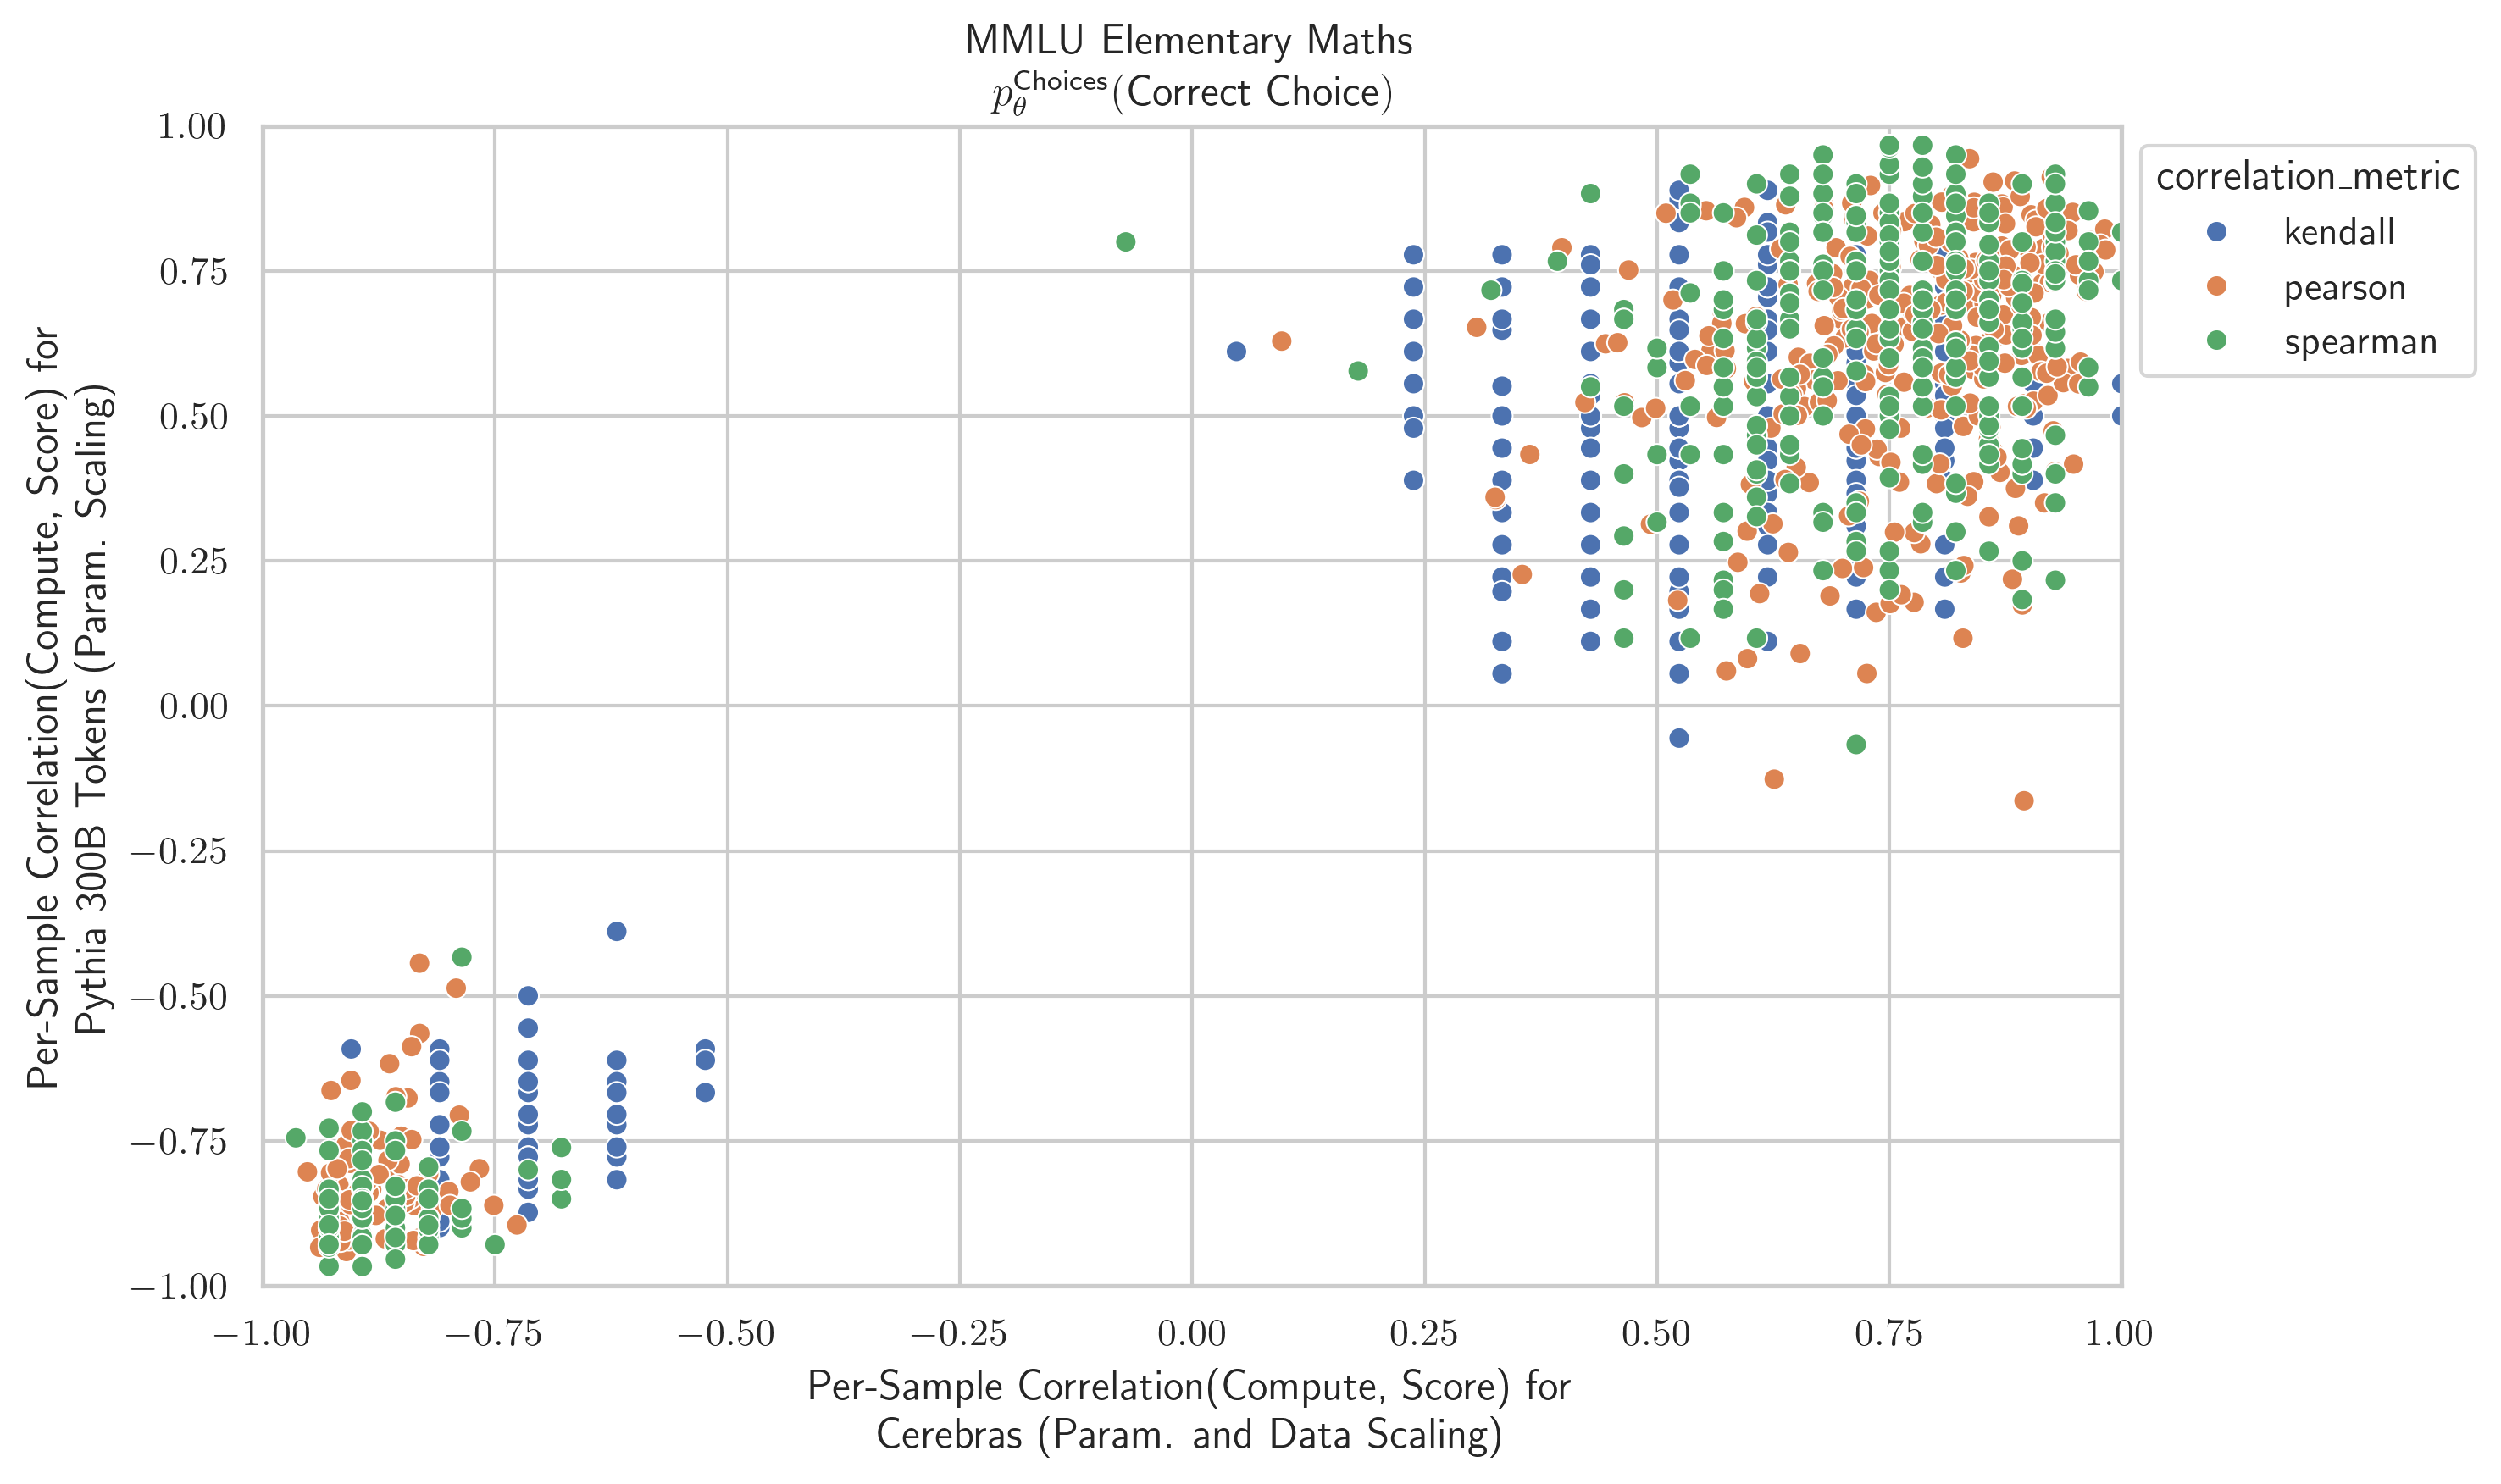 MMLU Elementary Maths
$p_\theta^{\text{Choices}}$(Correct Choice)
1.00
0.75
0.50
0.25
0.00
−0.25
−0.50
−0.75
−1.00
Per-Sample Correlation(Compute, Score) for
Pythia 300B Tokens (Param. Scaling)
−1.00 −0.75 −0.50 −0.25 0.00 0.25 0.50 0.75 1.00
Per-Sample Correlation(Compute, Score) for
Cerebras (Param. and Data Scaling)
correlation_metric
kendall
pearson
spearman